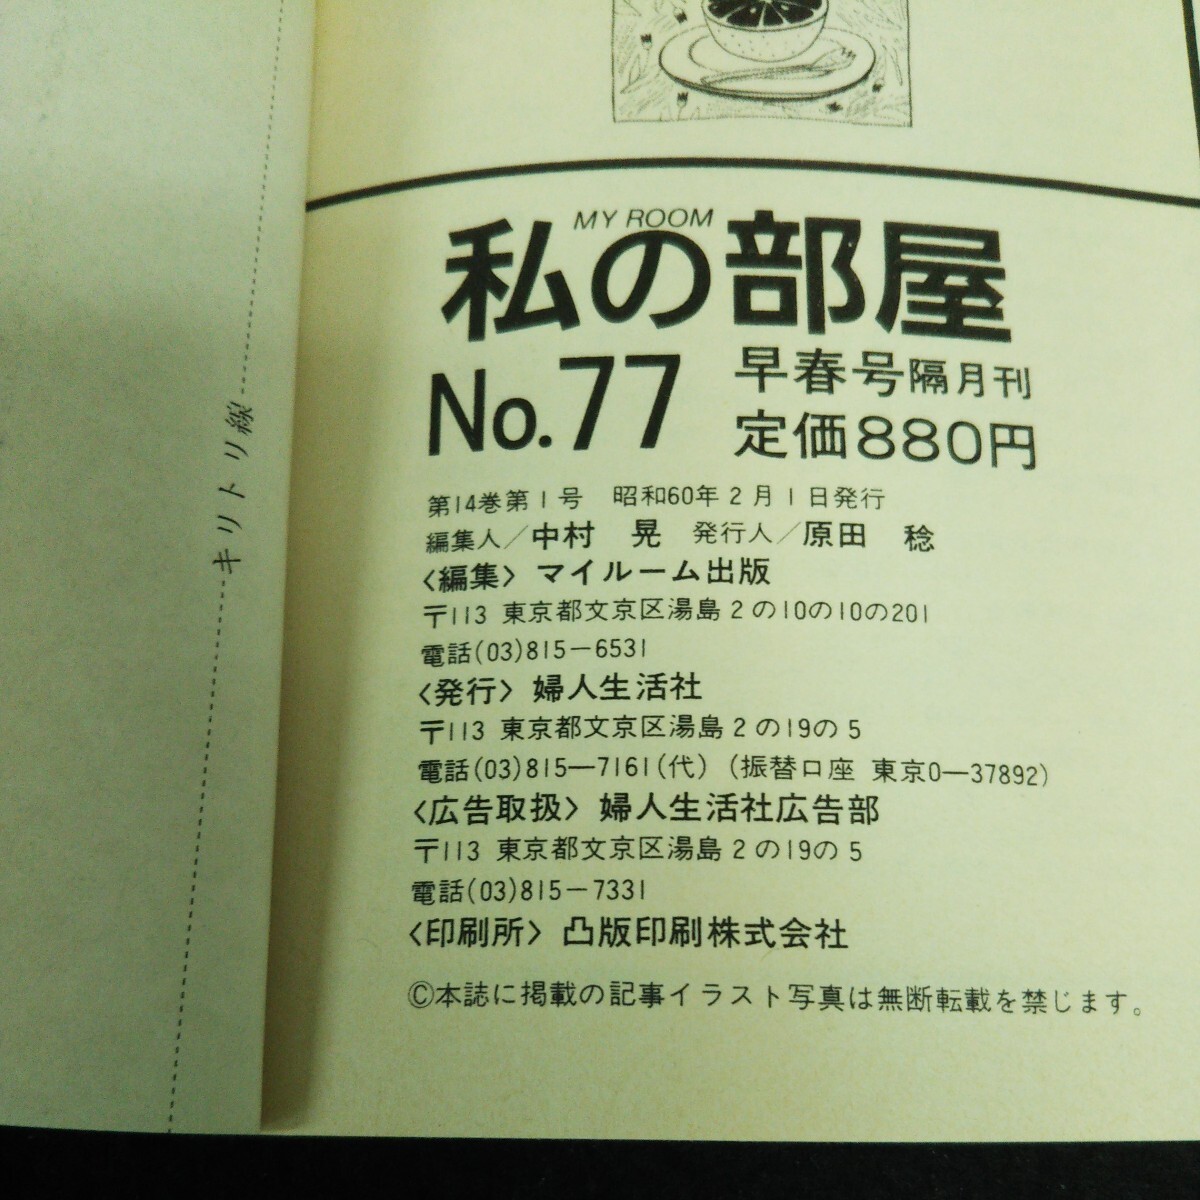 MY ROOM
私の部屋
No.77
早春号隔月刊
定価880円
第14巻第1号 昭和60年2月1日発行
編集人/中村 晃 発行人/原田 稔
〈編集〉マイルーム出版
〒113 東京都文京区湯島2の10の10の201
電話(03)815－6531
〈発行〉婦人生活社
〒113 東京都文京区湯島2の19の5
電話(03)815―7161(代) (振替口座 東京0―37892)
〈広告取扱〉婦人生活社広告部
〒113 東京都文京区湯島2の19の5
電話(03)815－7331
〈印刷所〉凸版印刷株式会社
©本誌に掲載の記事イラスト写真は無断転載を禁じます。
キリトリ線